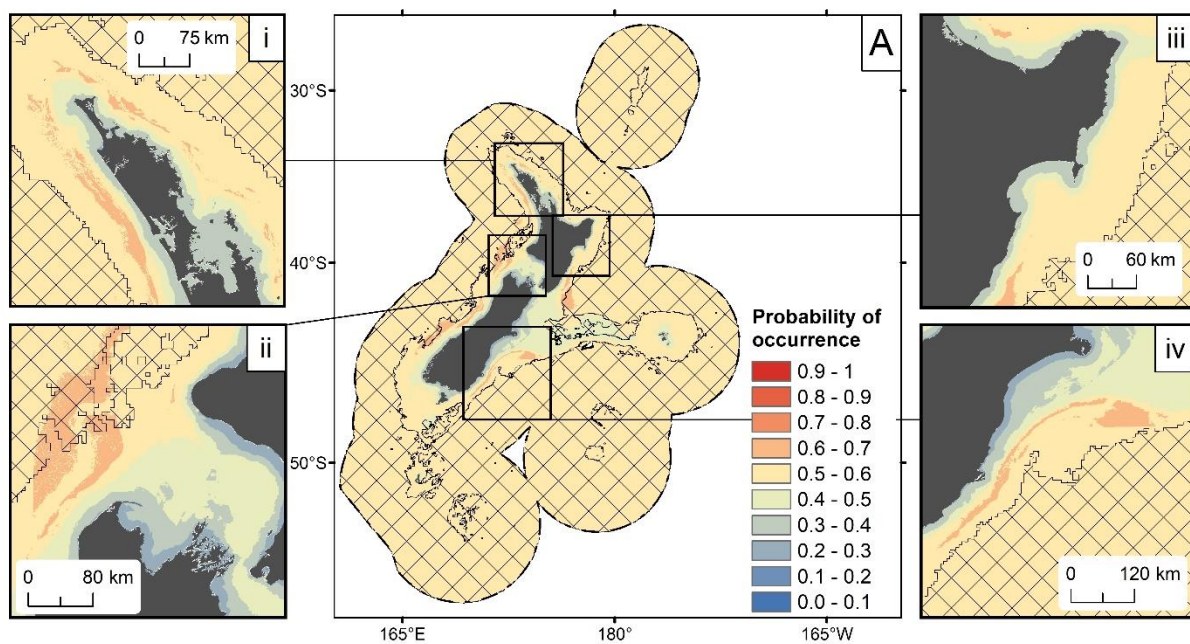 i
0 75 km
A
30°S
40°S
50°S
165°E
180°
165°W
Probability of
occurrence
0.9 - 1
0.8 - 0.9
0.7 - 0.8
0.6 - 0.7
0.5 - 0.6
0.4 - 0.5
0.3 - 0.4
0.2 - 0.3
0.1 - 0.2
0.0 - 0.1
iii
0 60 km
ii
0 80 km
iv
0 120 km